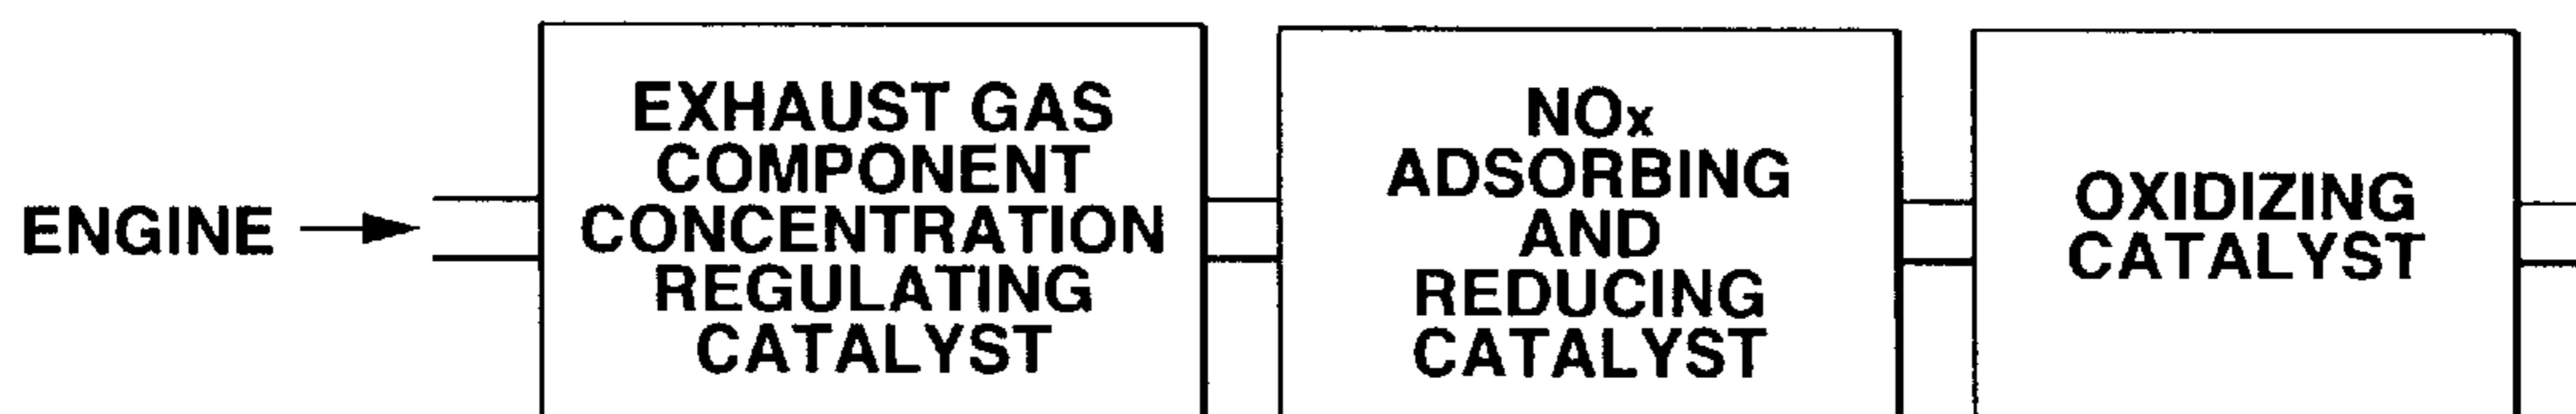 ENGINE
EXHAUST GAS
COMPONENT
CONCENTRATION
REGULATING
CATALYST
NOx
ADSORBING
AND
REDUCING
CATALYST
OXIDIZING
CATALYST